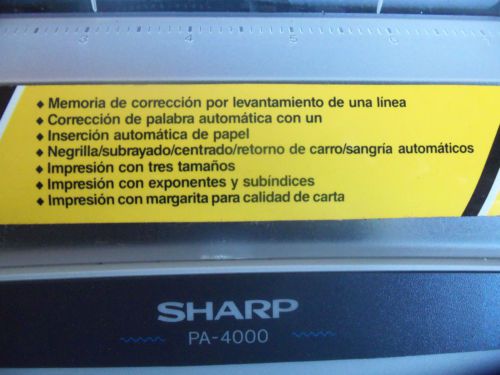 3 4 5 6
◆ Memoria de corrección por levantamiento de una línea
◆ Corrección de palabra automática con un
◆ Inserción automática de papel
◆ Negrilla/subrayado/centrado/retorno de carro/sangría automáticos
◆ Impresión con tres tamaños
◆ Impresión con exponentes y subíndices
◆ Impresión con margarita para calidad de carta
SHARP
PA-4000